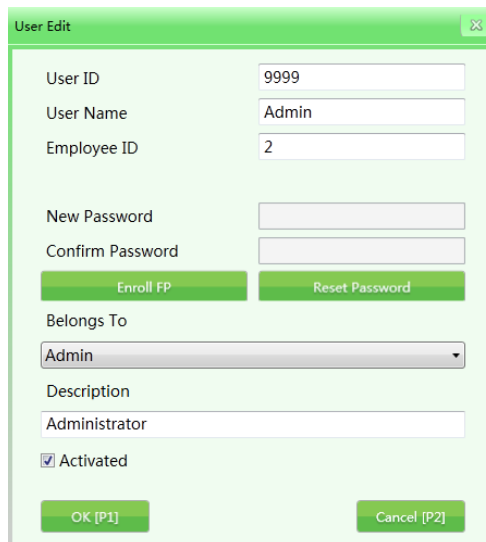 User Edit
User ID 9999
User Name Admin
Employee ID 2
New Password
Confirm Password
Enroll FP Reset Password
Belongs To
Admin
Description
Administrator
Activated
OK [P1] Cancel [P2]